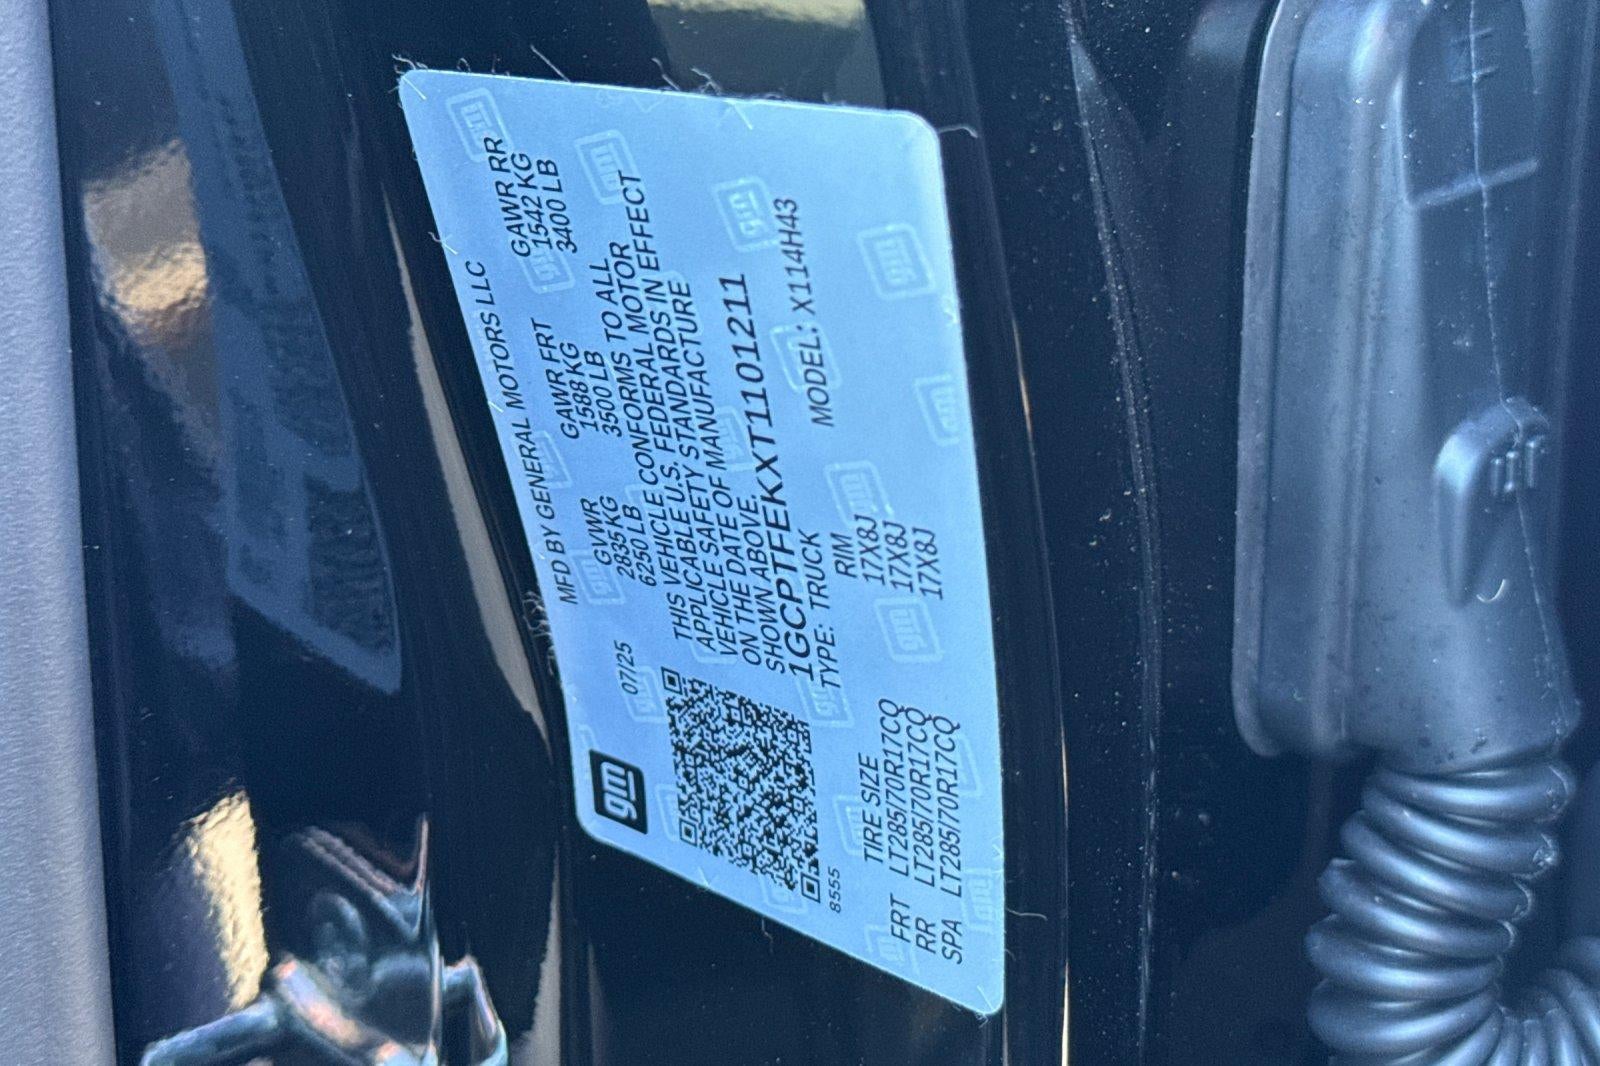 gm
07/25
MFD BY GENERAL MOTORS LLC
GVWR GAWR FRT GAWR RR
2835 KG 1588 KG 1542 KG
6250 LB 3500 LB 3400 LB
THIS VEHICLE CONFORMS TO ALL
APPLICABLE U.S. FEDERAL MOTOR
VEHICLE SAFETY STANDARDS IN EFFECT
ON THE DATE OF MANUFACTURE
SHOWN ABOVE.
1GCPTFEKXT1101211
TYPE: TRUCK MODEL: X114H43
8555
TIRE SIZE RIM
FRT LT285/70R17CQ 17X8J
RR LT285/70R17CQ 17X8J
SPA LT285/70R17CQ 17X8J